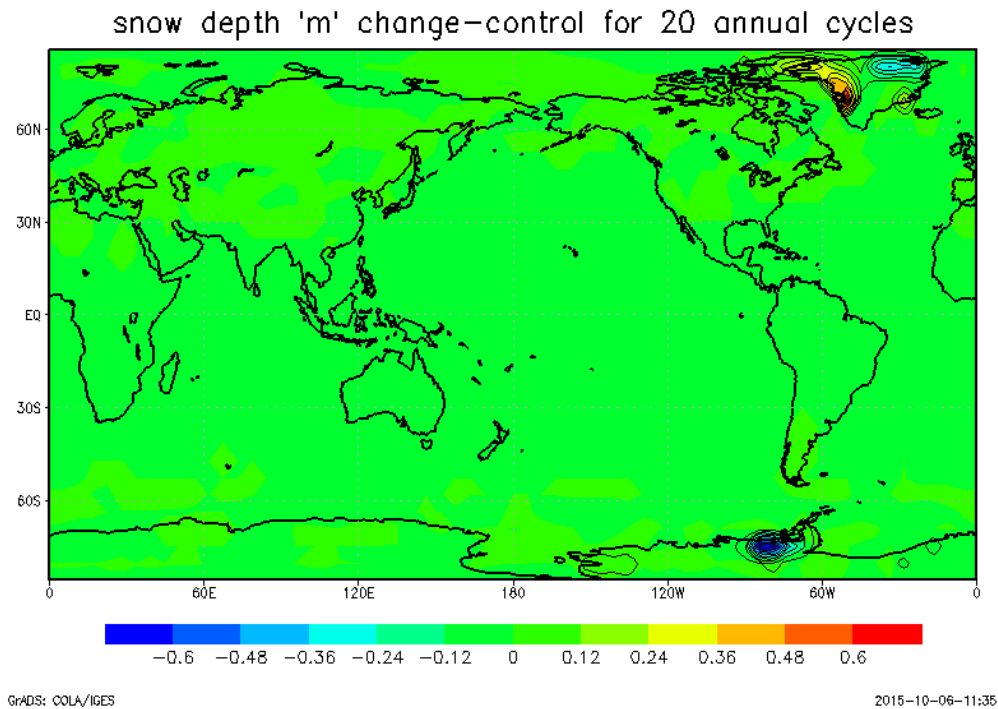 snow depth 'm' change-control for 20 annual cycles
60N
30N
EQ
30S
60S
0 60E 120E 180 120W 60W 0
-0.6 -0.48 -0.36 -0.24 -0.12 0 0.12 0.24 0.36 0.48 0.6
GrADS: COLA/IGES 2015-10-06-11:35